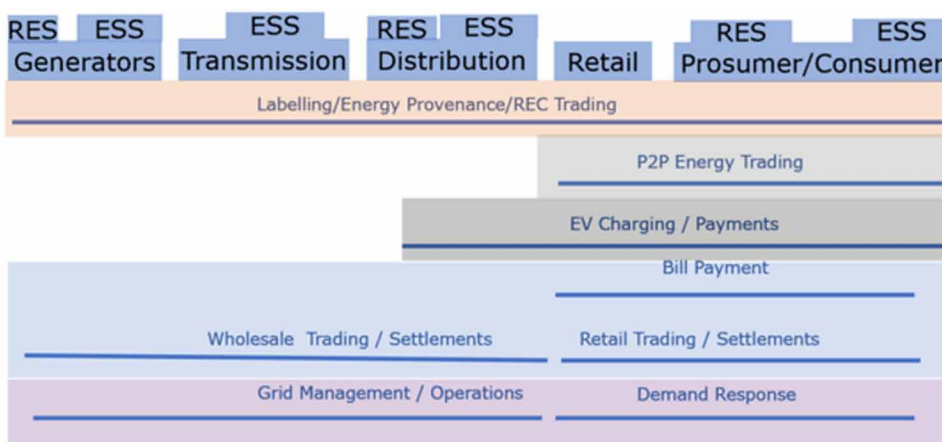 RES ESS ESS RES ESS RES ESS
Generators Transmission Distribution Retail Prosumer/Consumer
Labelling/Energy Provenance/REC Trading
P2P Energy Trading
EV Charging / Payments
Bill Payment
Wholesale Trading / Settlements Retail Trading / Settlements
Grid Management / Operations Demand Response